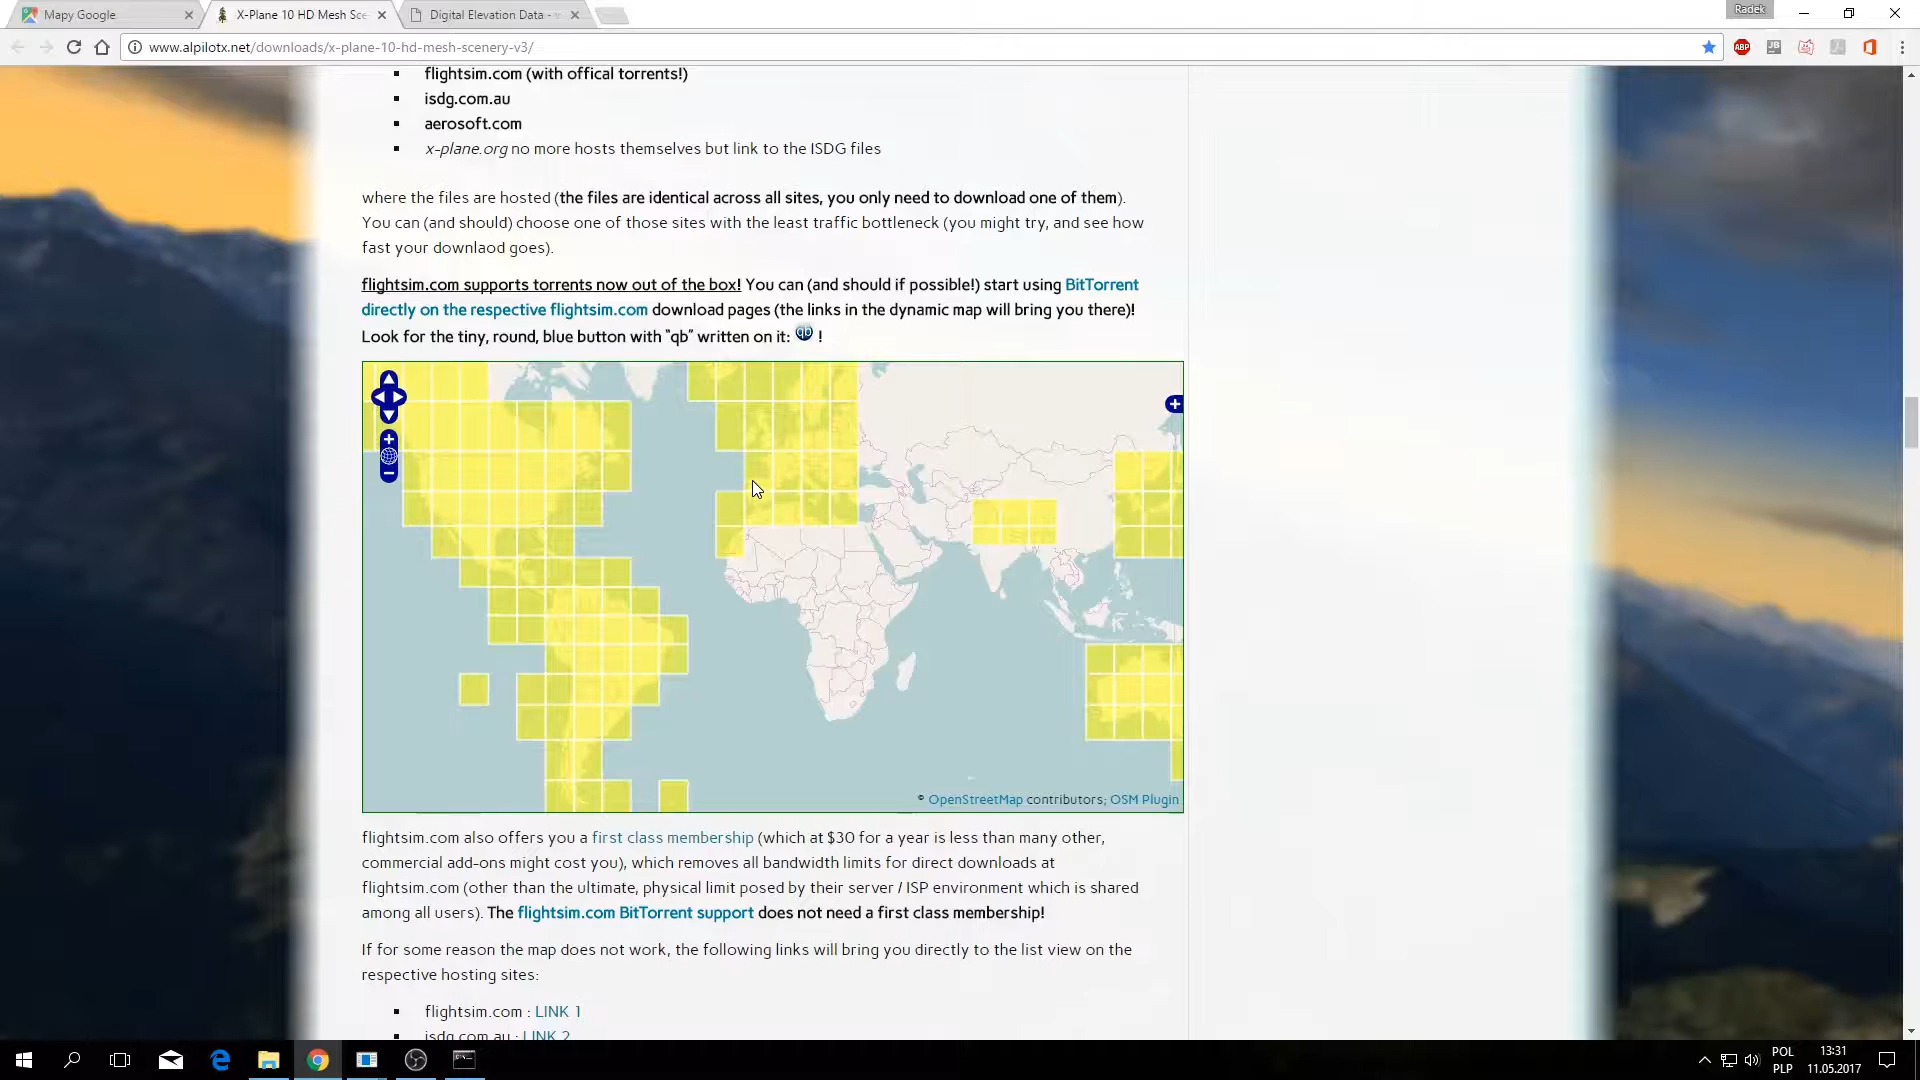 Mapy Google
X-Plane 10 HD Mesh Sce
Digital Elevation Data -
Radek
www.alpilotx.net/downloads/x-plane-10-hd-mesh-scenery-v3/
ABP
flightsim.com (with offical torrents!)
isdg.com.au
aerosoft.com
x-plane.org no more hosts themselves but link to the ISDG files
where the files are hosted (the files are identical across all sites, you only need to download one of them).
You can (and should) choose one of those sites with the least traffic bottleneck (you might try, and see how
fast your downlaod goes).
flightsim.com supports torrents now out of the box! You can (and should if possible!) start using BitTorrent
directly on the respective flightsim.com download pages (the links in the dynamic map will bring you there)!
Look for the tiny, round, blue button with “qb” written on it: qb !
© OpenStreetMap contributors; OSM Plugin
flightsim.com also offers you a first class membership (which at $30 for a year is less than many other,
commercial add-ons might cost you), which removes all bandwidth limits for direct downloads at
flightsim.com (other than the ultimate, physical limit posed by their server / ISP environment which is shared
among all users). The flightsim.com BitTorrent support does not need a first class membership!
If for some reason the map does not work, the following links will bring you directly to the list view on the
respective hosting sites:
flightsim.com : LINK 1
isdg.com.au : LINK 2
POL
PLP
13:31
11.05.2017